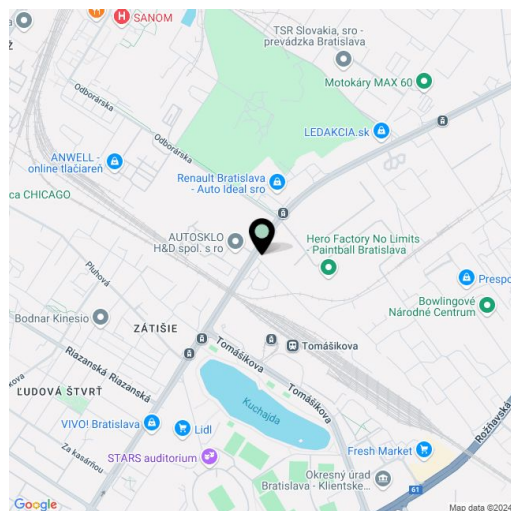 SANOM
TSR Slovakia, sro -
prevádzka Bratislava
Motokáry MAX 60
Odborárska
LEDAKCIA.sk
Odborárska
ANWELL -
online tlačiareň
Renault Bratislava
- Auto Ideal sro
ca CHICAGO
AUTOSKLO
H&D spol. s ro
Hero Factory No Limits
- Paintball Bratislava
Pluhová
Prespo
Bowlingové
Národné Centrum
Bodnar Kinesio
ZÁTIŠIE
Tomášikova
Tomášikova
Riazanská Riazanská
ĽUDOVÁ ŠTVRŤ
Tomášikova
Kuchajda
VIVO! Bratislava
Lidl
Rožňavská
Za kasárňou
STARS auditorium
Fresh Market
Okresný úrad
Bratislava - Klientske...
61
Google
Map data ©2024